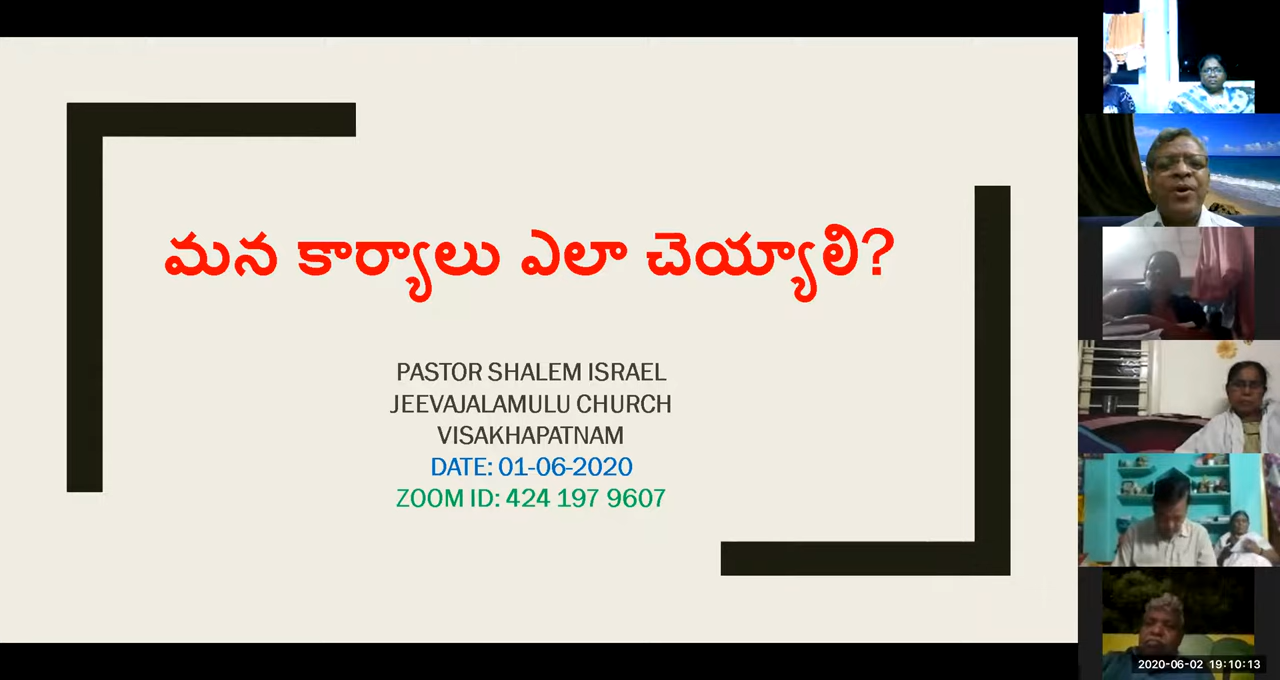 మన కార్యాలు ఎలా చెయ్యాలి?
PASTOR SHALEM ISRAEL
JEEVAJALAMULU CHURCH
VISAKHAPATNAM
DATE: 01-06-2020
ZOOM ID: 424 197 9607
2020-06-02 19:10:13